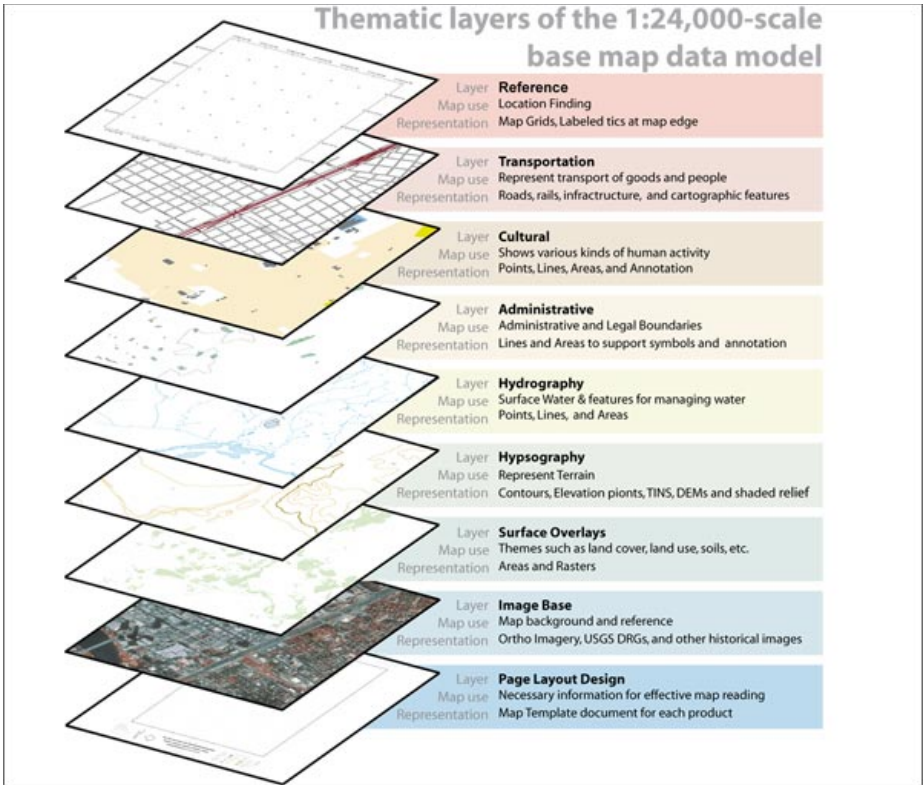 Thematic layers of the 1:24,000-scale
base map data model
Layer Reference
Map use Location Finding
Representation Map Grids, Labeled tics at map edge
Layer Transportation
Map use Represent transport of goods and people
Representation Roads, rails, infractructure, and cartographic features
Layer Cultural
Map use Shows various kinds of human activity
Representation Points, Lines, Areas, and Annotation
Layer Administrative
Map use Administrative and Legal Boundaries
Representation Lines and Areas to support symbols and annotation
Layer Hydrography
Map use Surface Water & features for managing water
Representation Points, Lines, and Areas
Layer Hypsography
Map use Represent Terrain
Representation Contours, Elevation pionts, TINS, DEMs and shaded relief
Layer Surface Overlays
Map use Themes such as land cover, land use, soils, etc.
Representation Areas and Rasters
Layer Image Base
Map use Map background and reference
Representation Ortho Imagery, USGS DRGs, and other historical images
Layer Page Layout Design
Map use Necessary information for effective map reading
Representation Map Template document for each product